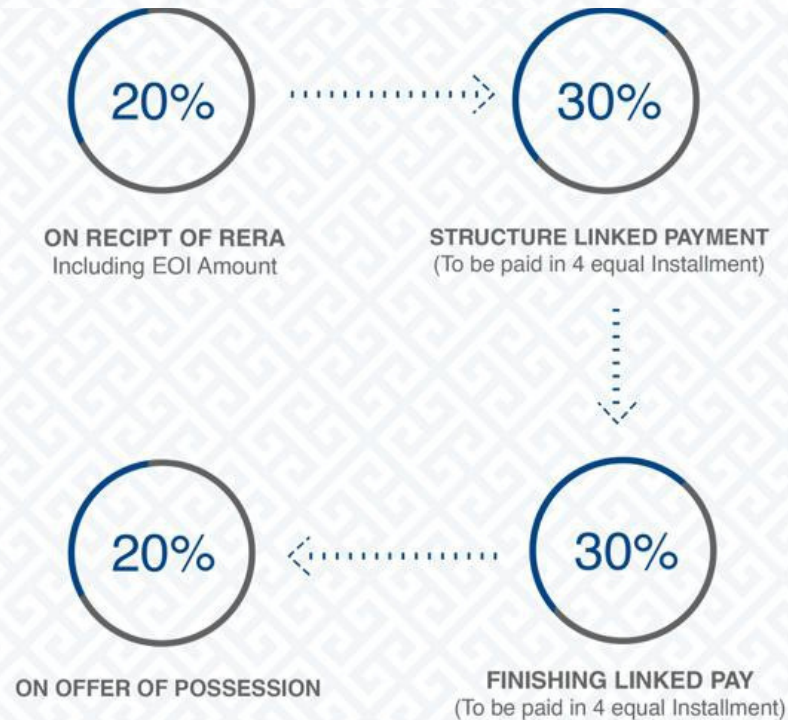 20%
ON RECIPT OF RERA
Including EOI Amount
30%
STRUCTURE LINKED PAYMENT
(To be paid in 4 equal Installment)
30%
FINISHING LINKED PAY
(To be paid in 4 equal Installment)
20%
ON OFFER OF POSSESSION